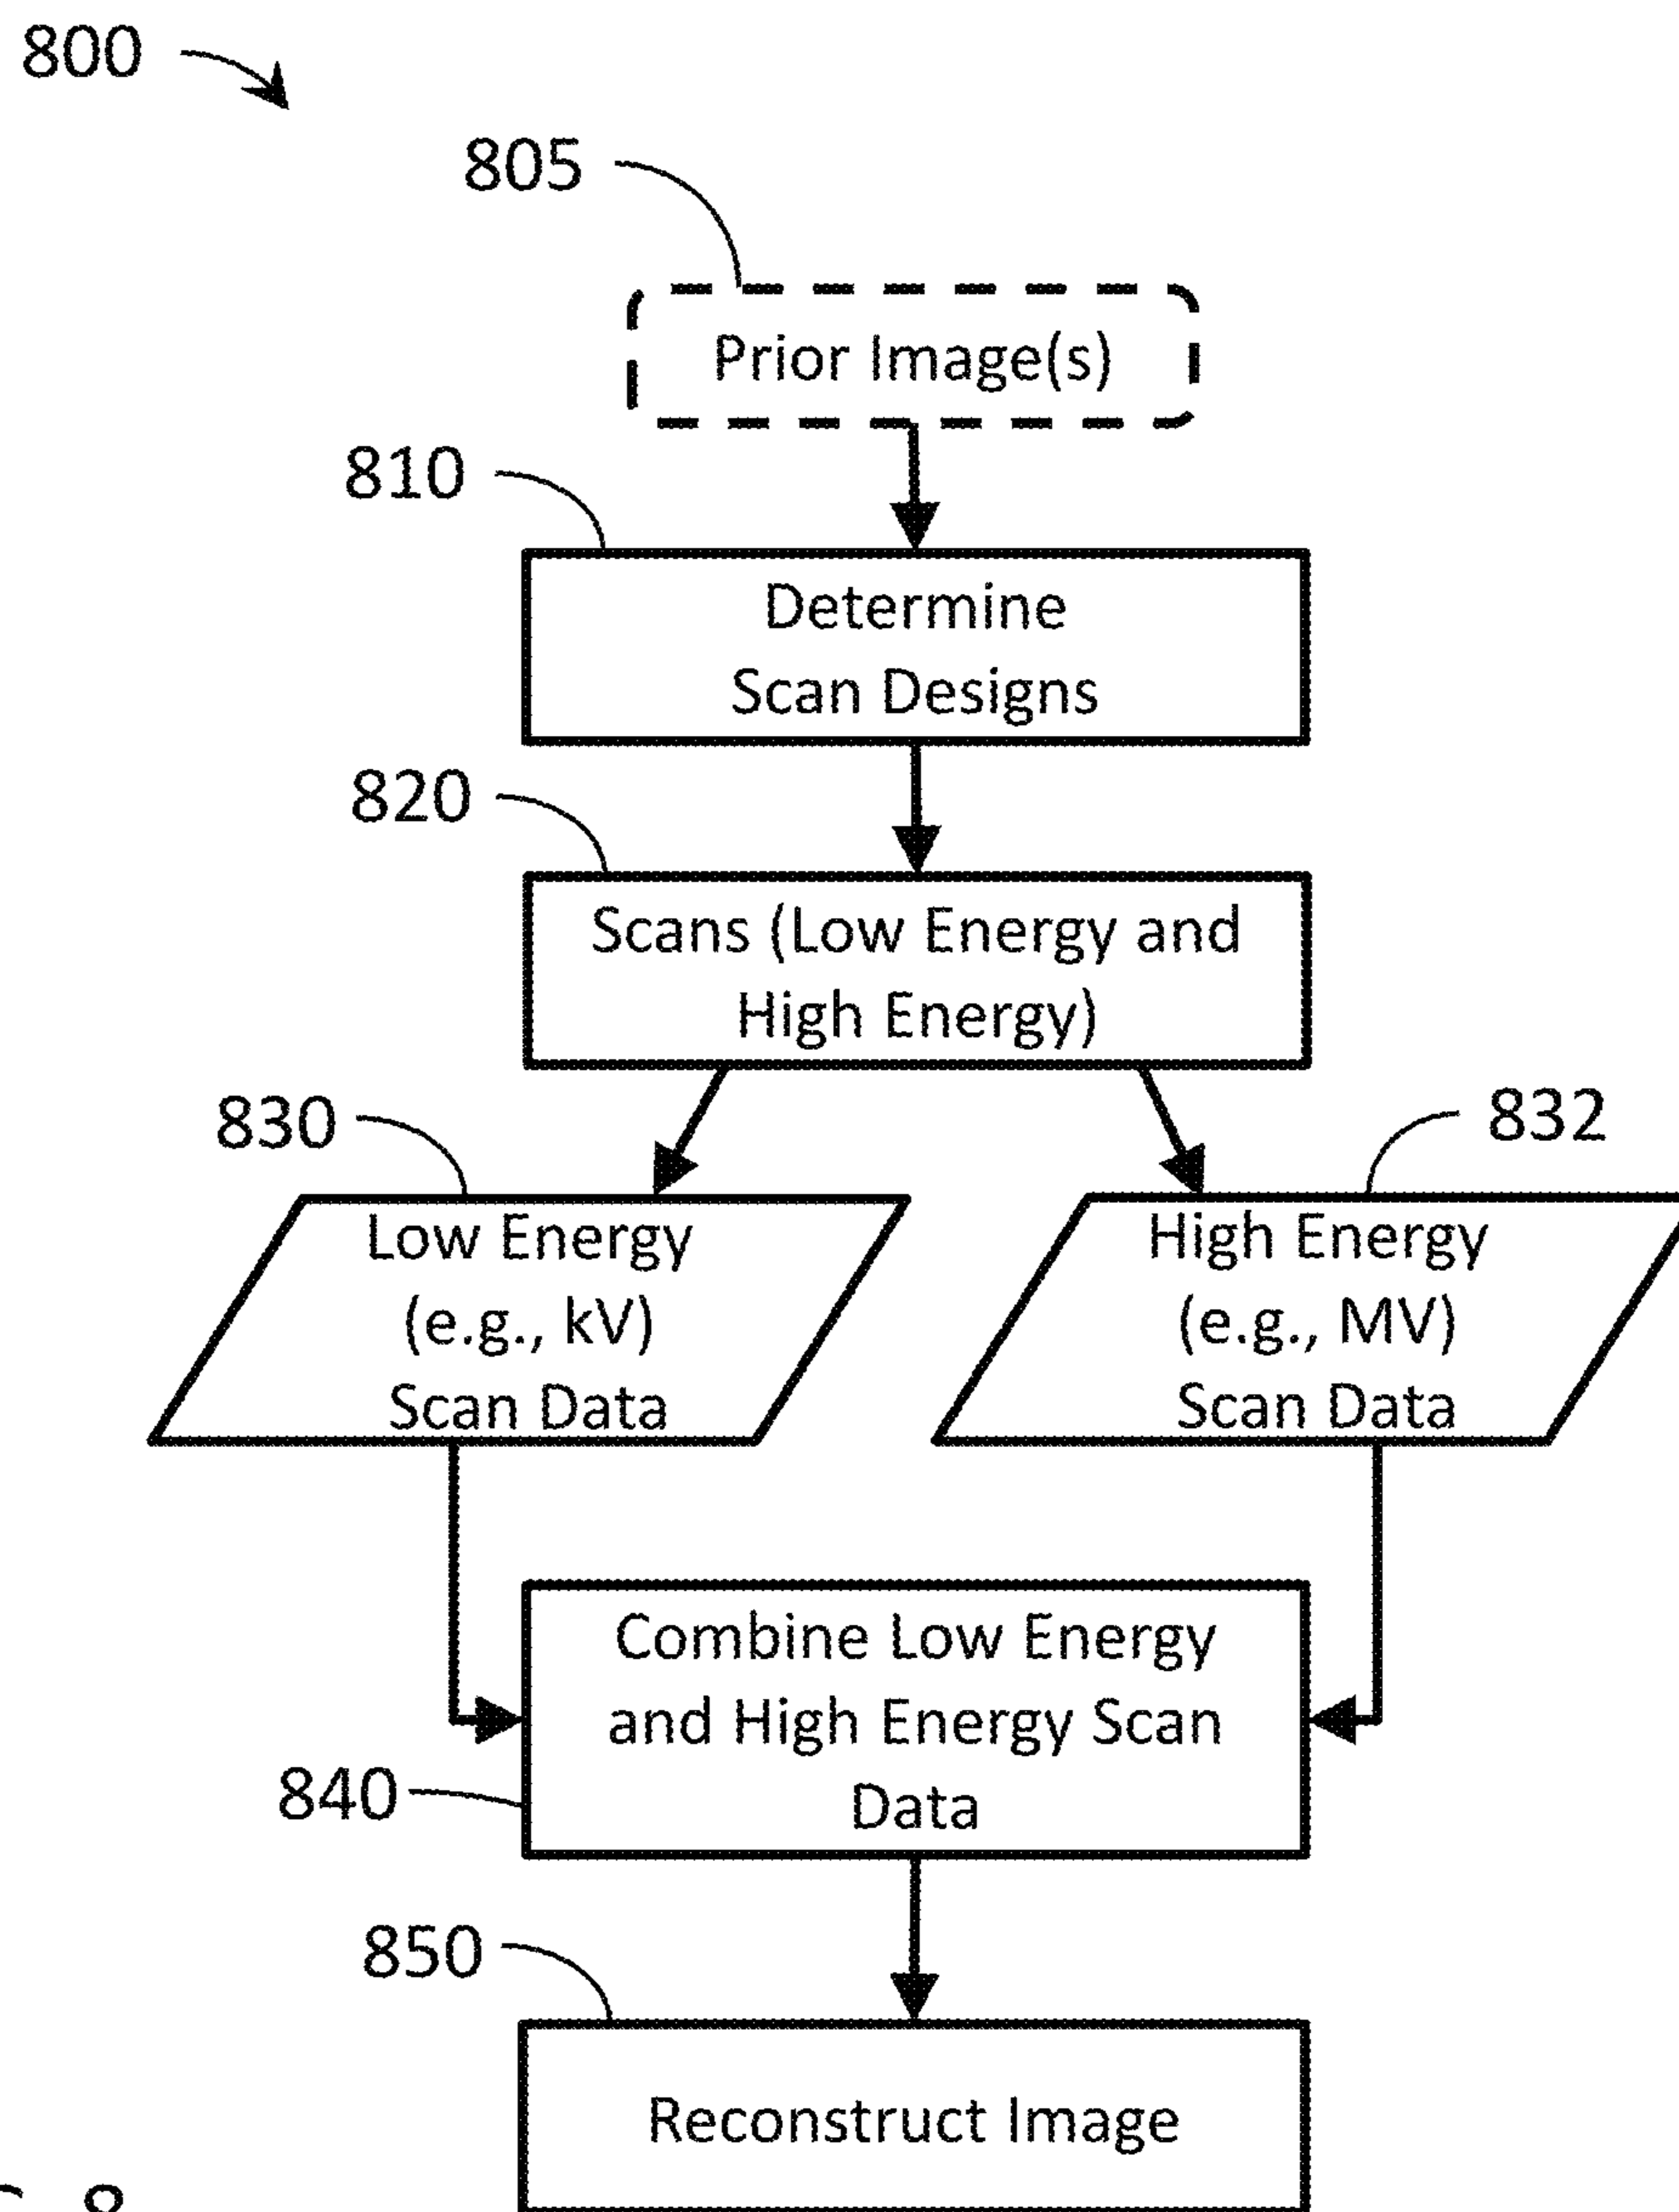 800
805
Prior Image(s)
810
Determine
Scan Designs
820
Scans (Low Energy and
High Energy)
830
832
Low Energy
(e.g., kV)
Scan Data
High Energy
(e.g., MV)
Scan Data
Combine Low Energy
and High Energy Scan
Data
840
850
Reconstruct Image
8